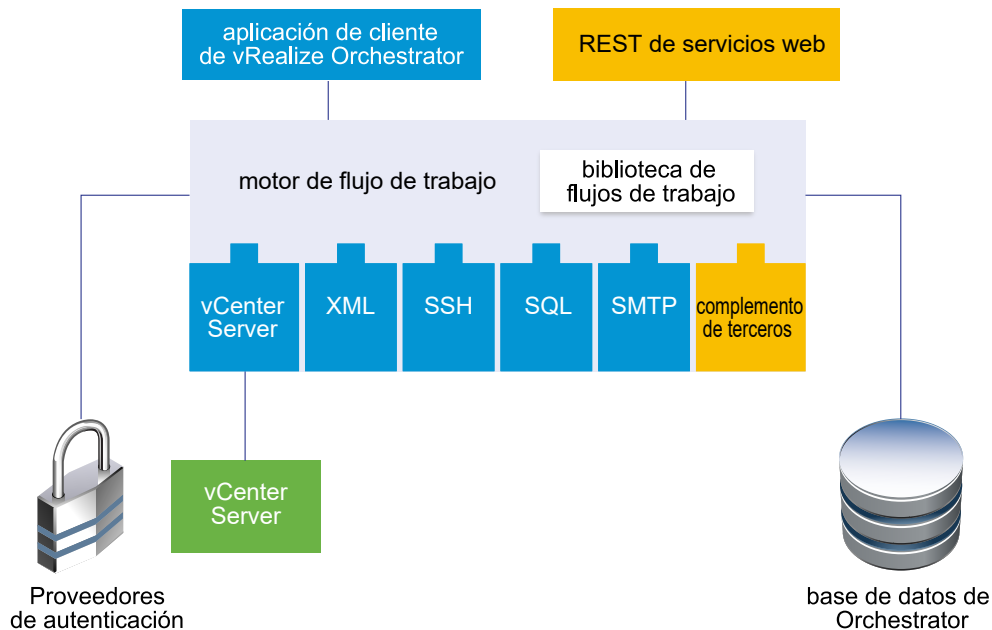 aplicación de cliente
de vRealize Orchestrator
REST de servicios web
motor de flujo de trabajo
biblioteca de
flujos de trabajo
vCenter
Server
XML
SSH
SQL
SMTP
complemento
de terceros
vCenter
Server
Proveedores
de autenticación
base de datos de
Orchestrator